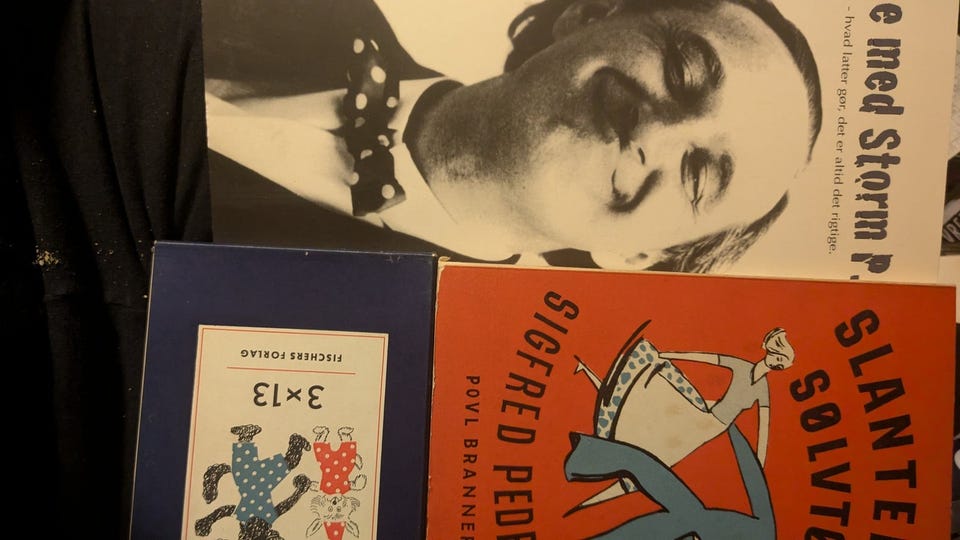 e med Storm P.
- hvad latter gør, det er altid det rigtige.
3×13
FISCHERS FORLAG
SLANTE
SØLVT
SIGFRED PED
POVL BRANNER